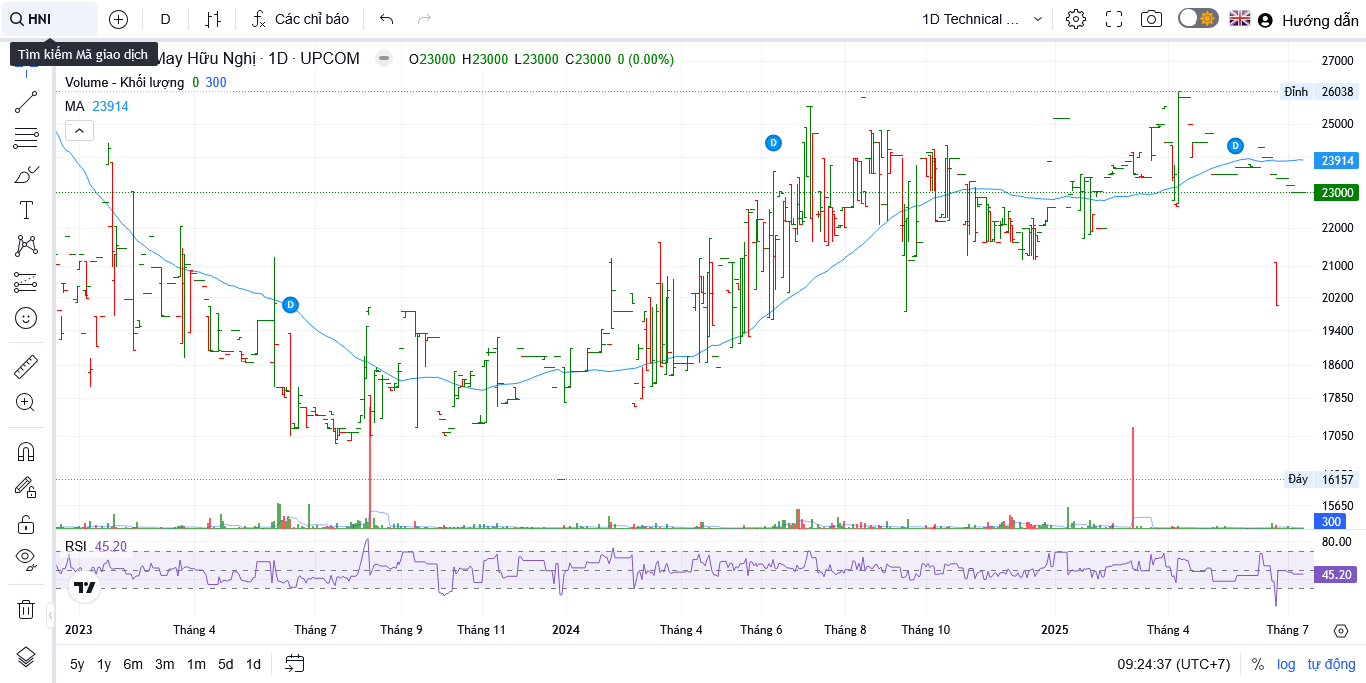 HNI
D
Các chỉ báo
1D Technical ...
Hướng dẫn
Tìm kiếm Mã giao dịch
May Hữu Nghị · 1D · UPCOM
O23000 H23000 L23000 C23000 0 (0.00%)
Volume - Khối lượng 0 300
MA 23914
27000
Đỉnh 26038
25000
D
D
23914
23000
22000
21000
D
20200
19400
18600
17850
17050
Đáy 16157
15650
300
RSI 45.20
80.00
45.20
2023 Tháng 4 Tháng 7 Tháng 9 Tháng 11 2024 Tháng 4 Tháng 6 Tháng 8 Tháng 10 2025 Tháng 4 Tháng 7
5y 1y 6m 3m 1m 5d 1d
09:24:37 (UTC+7) % log tự động